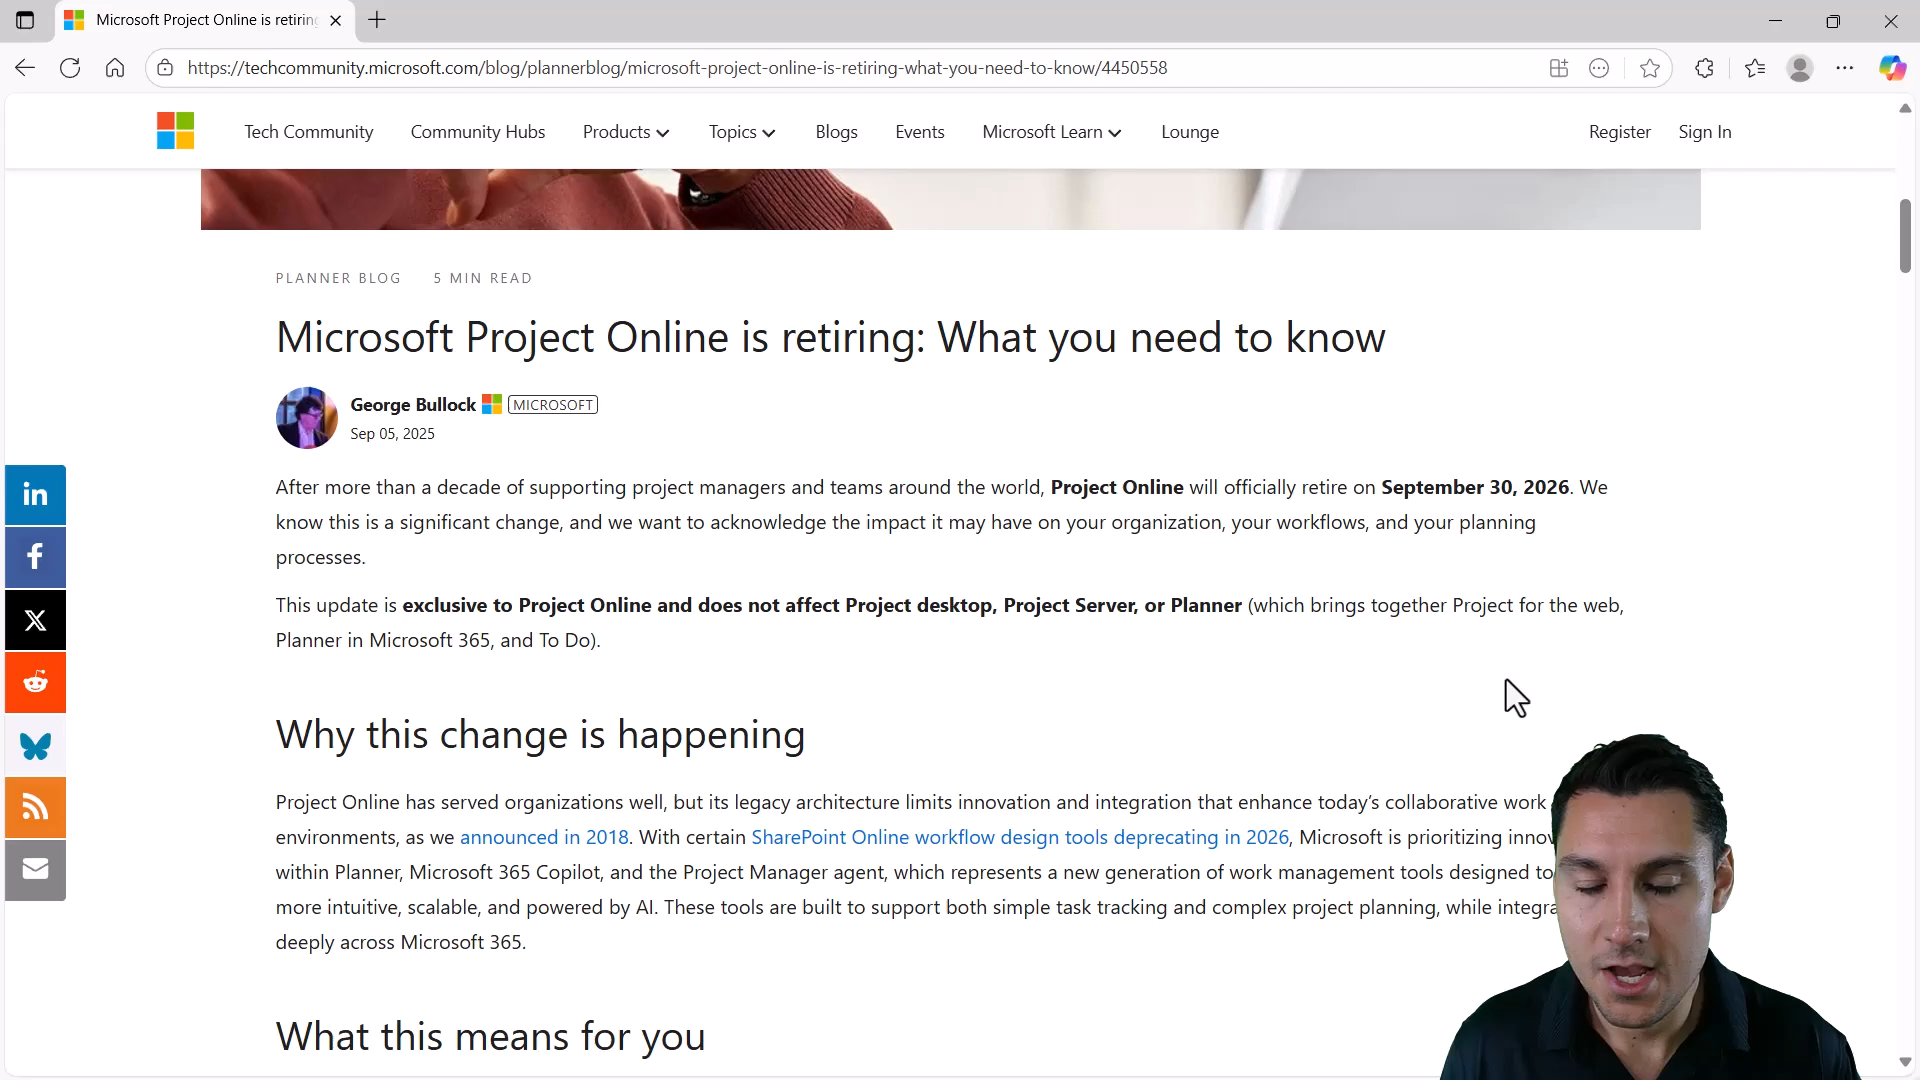 Microsoft Project Online is retirin
https://techcommunity.microsoft.com/blog/plannerblog/microsoft-project-online-is-retiring-what-you-need-to-know/4450558
Tech Community Community Hubs Products Topics Blogs Events Microsoft Learn Lounge Register Sign In
PLANNER BLOG 5 MIN READ
Microsoft Project Online is retiring: What you need to know
George Bullock MICROSOFT
Sep 05, 2025
After more than a decade of supporting project managers and teams around the world, Project Online will officially retire on September 30, 2026. We
know this is a significant change, and we want to acknowledge the impact it may have on your organization, your workflows, and your planning
processes.
This update is exclusive to Project Online and does not affect Project desktop, Project Server, or Planner (which brings together Project for the web,
Planner in Microsoft 365, and To Do).
Why this change is happening
Project Online has served organizations well, but its legacy architecture limits innovation and integration that enhance today's collaborative work
environments, as we announced in 2018. With certain SharePoint Online workflow design tools deprecating in 2026, Microsoft is prioritizing innov
within Planner, Microsoft 365 Copilot, and the Project Manager agent, which represents a new generation of work management tools designed to
more intuitive, scalable, and powered by AI. These tools are built to support both simple task tracking and complex project planning, while integra
deeply across Microsoft 365.
What this means for you